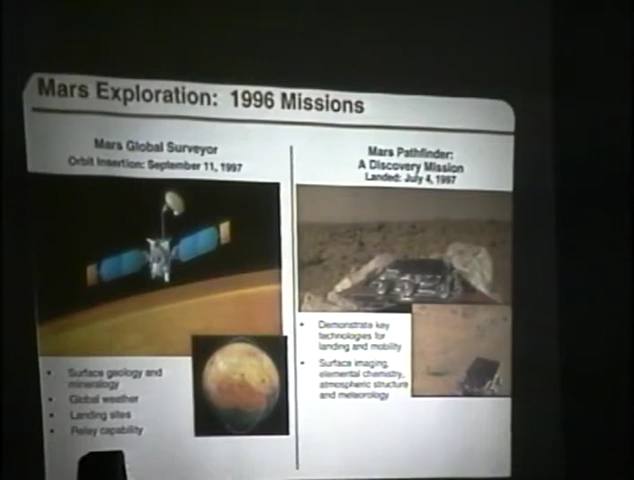 Mars Exploration: 1996 Missions
Mars Global Surveyor
Orbit Insertion: September 11, 1997
• Surface geology and
mineralogy
• Global weather
• Landing sites
• Relay capability
Mars Pathfinder:
A Discovery Mission
Landed: July 4, 1997
• Demonstrate key
technologies for
landing and mobility
• Surface imaging,
elemental chemistry,
atmospheric structure
and meteorology